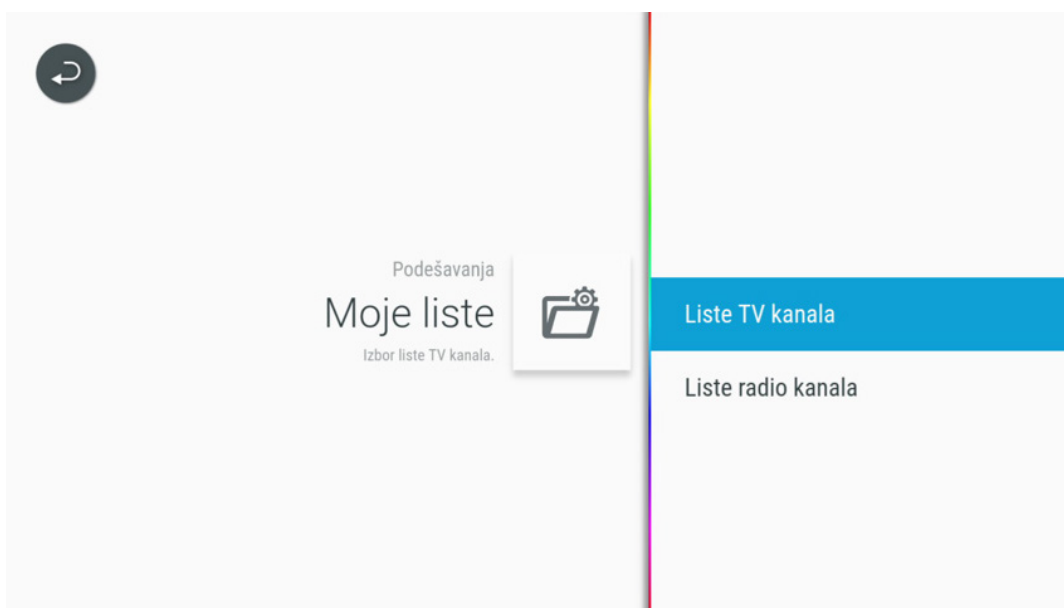 Podešavanja
Moje liste
Izbor liste TV kanala.
Liste TV kanala
Liste radio kanala